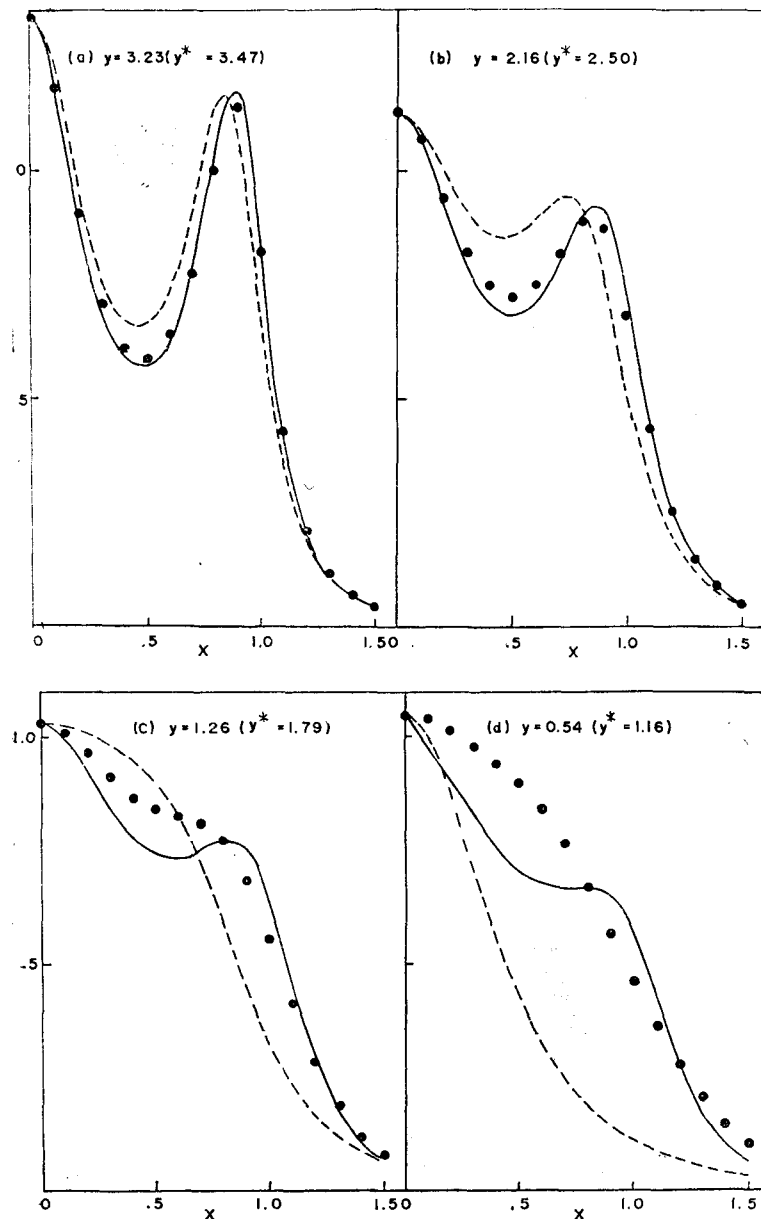 (a) y = 3.23(y* = 3.47)
(b) y = 2.16(y* = 2.50)
0
5
0 .5 1.0 1.5
.5 1.0 1.5
X
X
(c) y = 1.26 (y* = 1.79)
(d) y = 0.54 (y* = 1.16)
1.0
.5
0 .5 1.0 1.5
0 .5 1.0 1.5
X
X